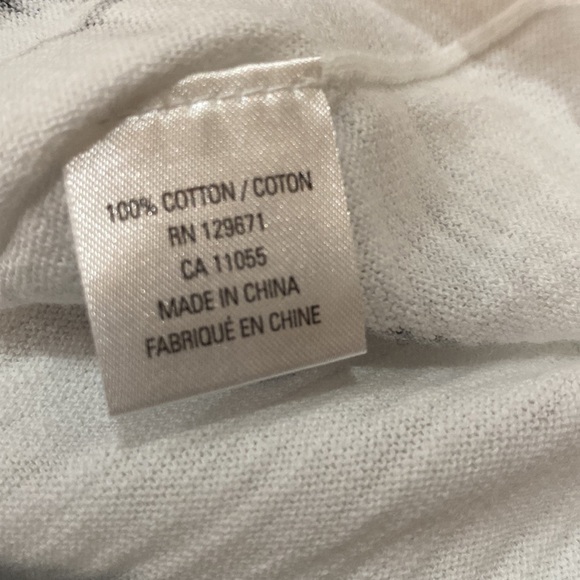 100% COTTON / COTON
RN 129671
CA 11055
MADE IN CHINA
FABRIQUÉ EN CHINE